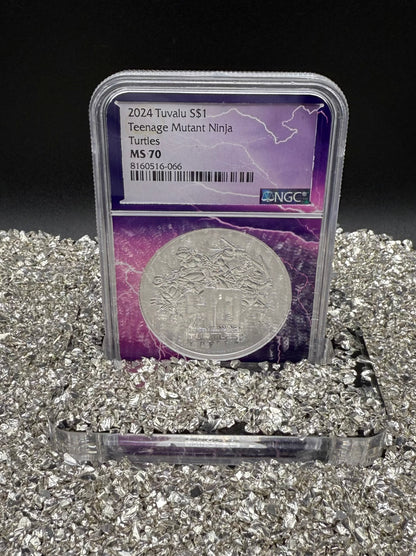 2024 Tuvalu S$1
Teenage Mutant Ninja
Turtles
MS 70
8160516-066
NGC®